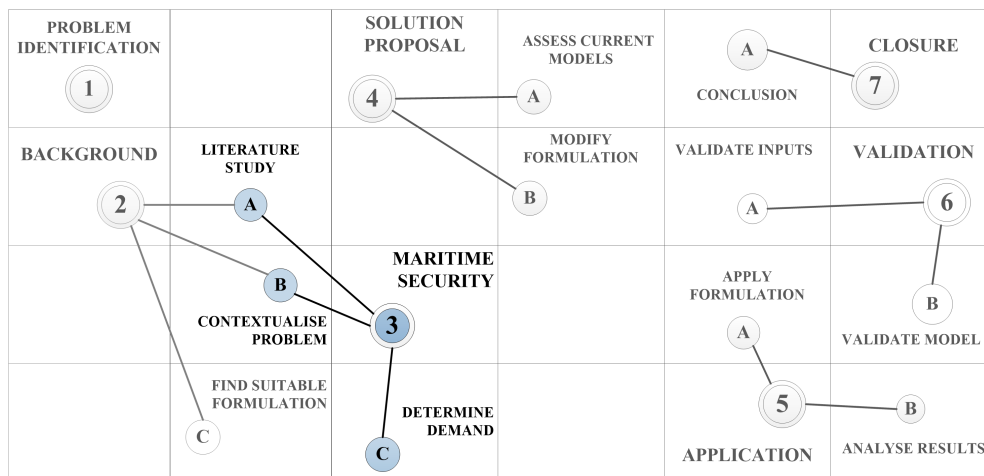 PROBLEM
IDENTIFICATION
1
SOLUTION
PROPOSAL
4
ASSESS CURRENT
MODELS
A
MODIFY
FORMULATION
B
A
CONCLUSION
CLOSURE
7
BACKGROUND
2
LITERATURE
STUDY
A
B
CONTEXTUALISE
PROBLEM
FIND SUITABLE
FORMULATION
C
MARITIME
SECURITY
3
DETERMINE
DEMAND
C
VALIDATE INPUTS
A
VALIDATION
6
B
VALIDATE MODEL
APPLY
FORMULATION
A
5
APPLICATION
B
ANALYSE RESULTS